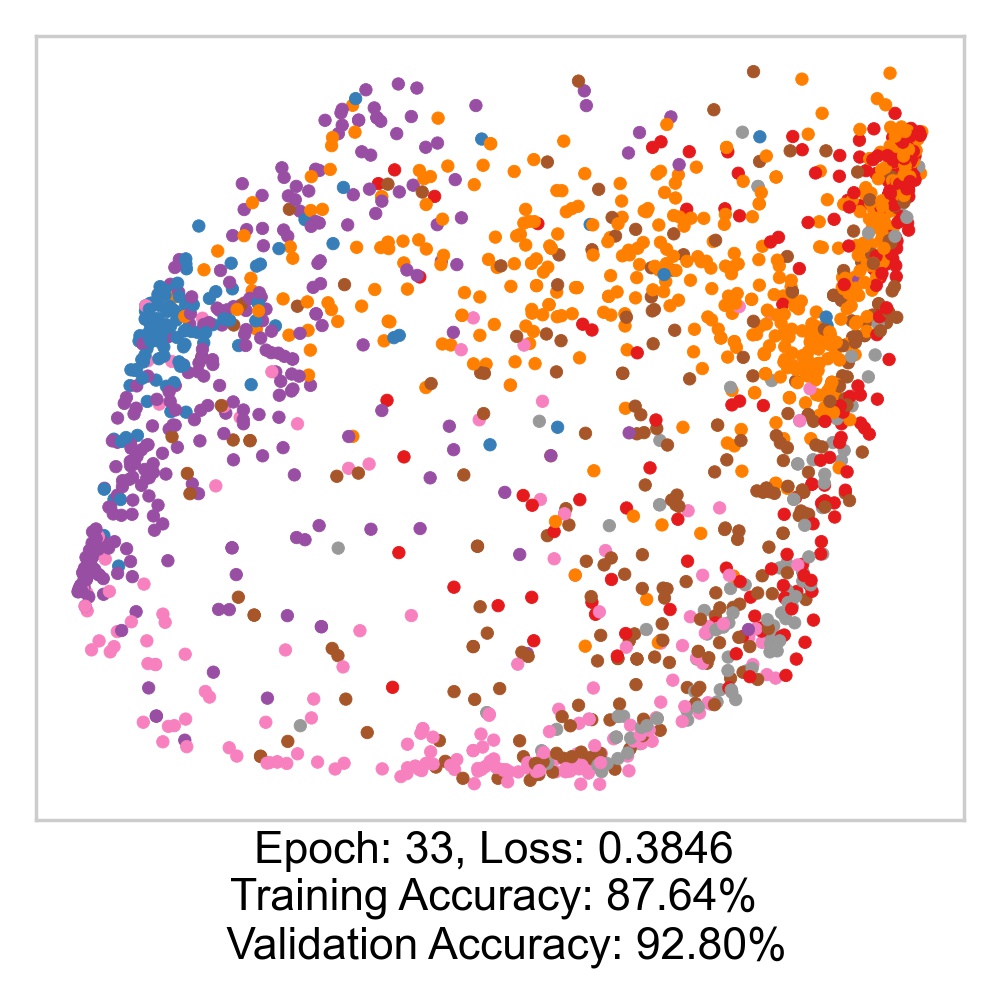 Epoch: 33, Loss: 0.3846
Training Accuracy: 87.64%
Validation Accuracy: 92.80%